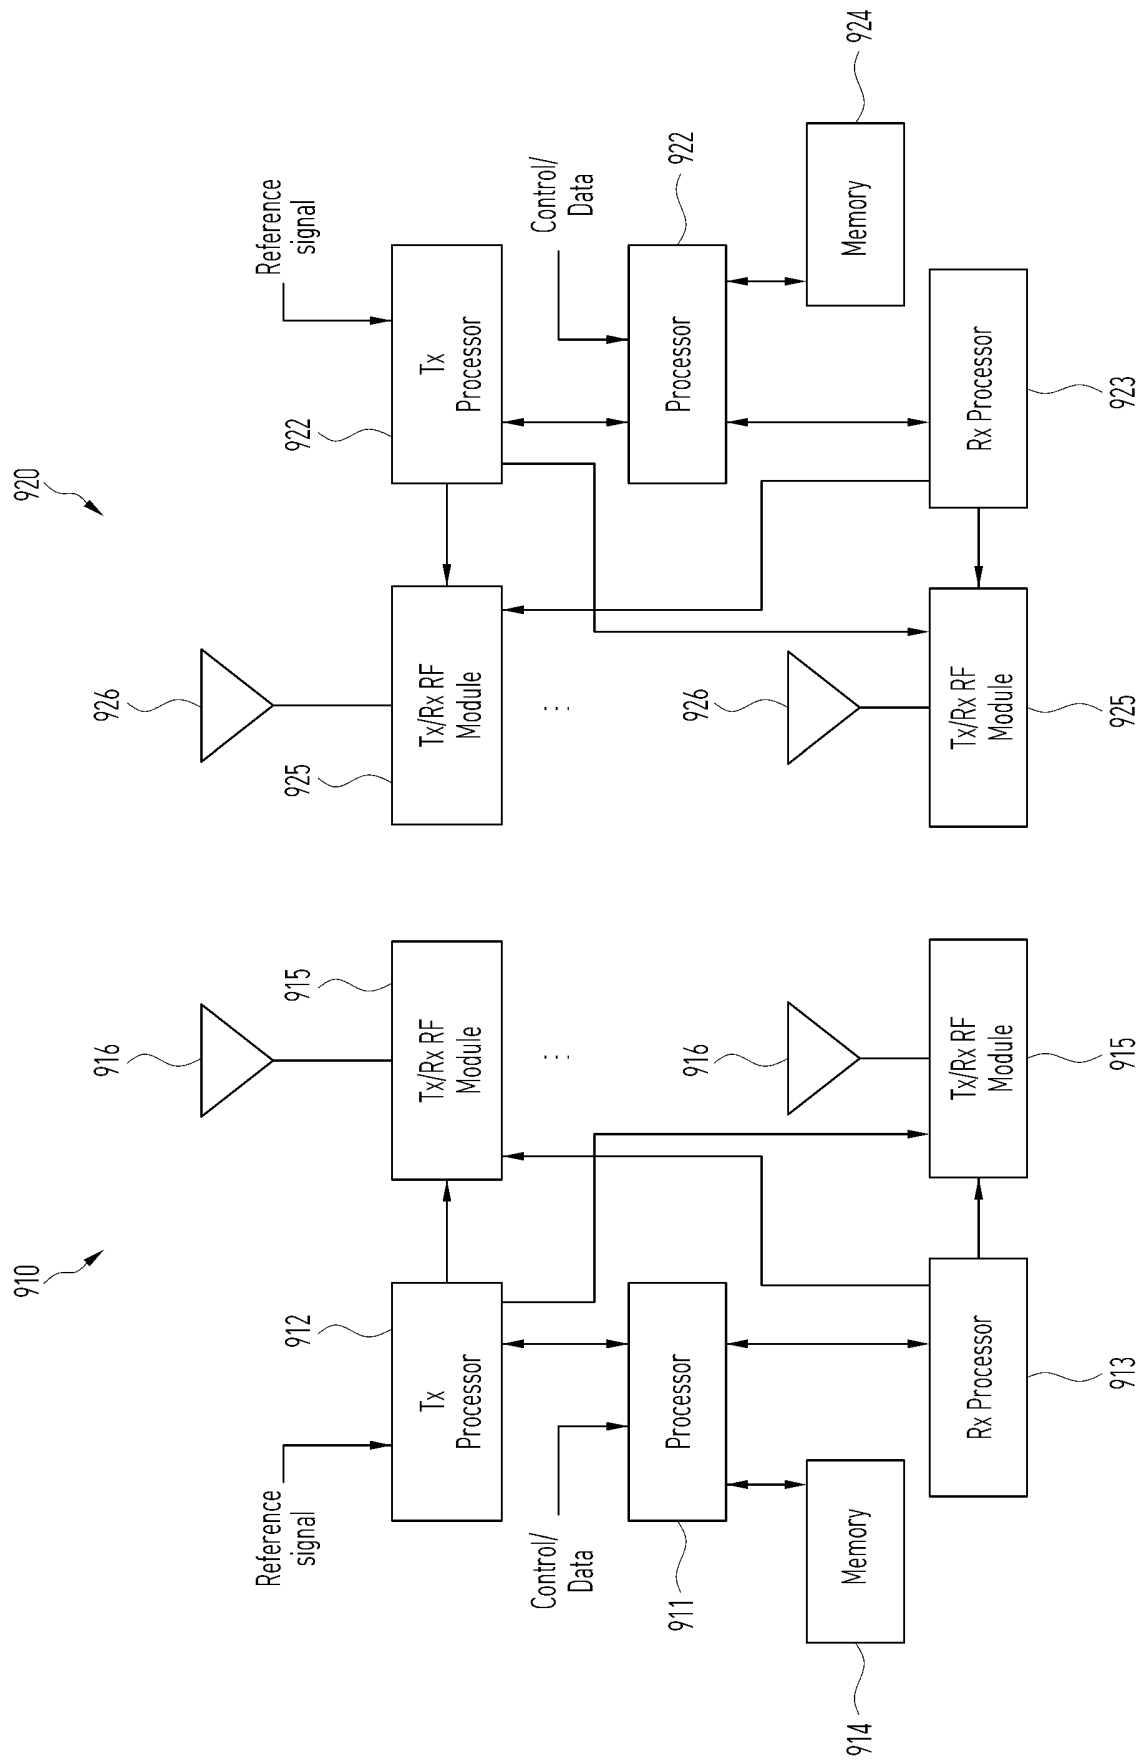 910
920
916
926
Reference
signal
912
Tx
Processor
Tx/Rx RF
Module
915
925
Tx/Rx RF
Module
922
Tx
Processor
Reference
signal
Control/
Data
911
Processor
...
...
Control/
Data
Processor
922
914
Memory
916
926
Memory
924
913
Rx Processor
Tx/Rx RF
Module
915
Tx/Rx RF
Module
925
Rx Processor
923